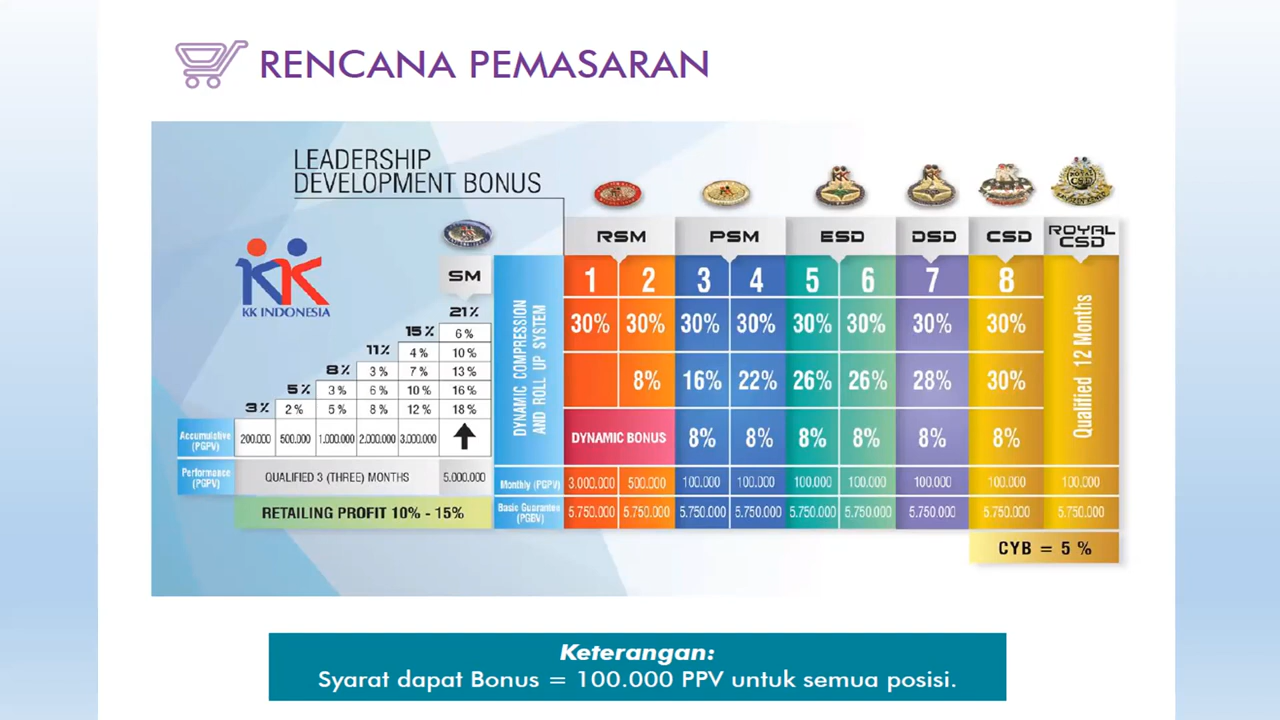 RENCANA PEMASARAN
LEADERSHIP
DEVELOPMENT BONUS
KK INDONESIA
SM
21%
15% 6%
11% 4% 10%
8% 3% 7% 13%
5% 3% 6% 10% 16%
3% 2% 5% 8% 12% 18%
Accumulative (PGPV) 200.000 500.000 1.000.000 2.000.000 3.000.000
Performance (PGPV) QUALIFIED 3 (THREE) MONTHS 5.000.000
RETAILING PROFIT 10% - 15%
DYNAMIC COMPRESSION
AND ROLL UP SYSTEM
RSM PSM ESD DSD CSD ROYAL CSD
1 2 3 4 5 6 7 8
30% 30% 30% 30% 30% 30% 30% 30%
8% 16% 22% 26% 26% 28% 30%
DYNAMIC BONUS 8% 8% 8% 8% 8% 8%
Qualified 12 Months
Monthly (PGPV) 3.000.000 500.000 100.000 100.000 100.000 100.000 100.000 100.000 100.000
Basic Guarantee (PGBV) 5.750.000 5.750.000 5.750.000 5.750.000 5.750.000 5.750.000 5.750.000 5.750.000 5.750.000
CYB = 5 %
Keterangan:
Syarat dapat Bonus = 100.000 PPV untuk semua posisi.